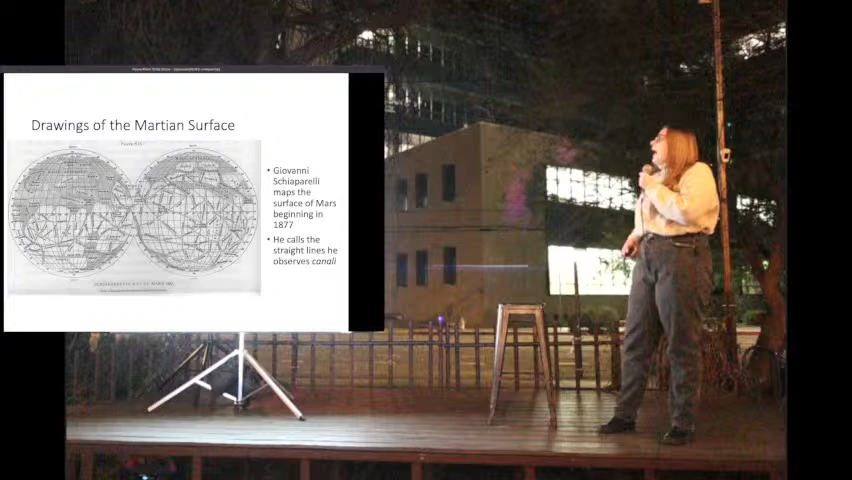 Drawings of the Martian Surface
• Giovanni
Schiaparelli
maps the
surface of Mars
beginning in
1877
• He calls the
straight lines he
observes canali